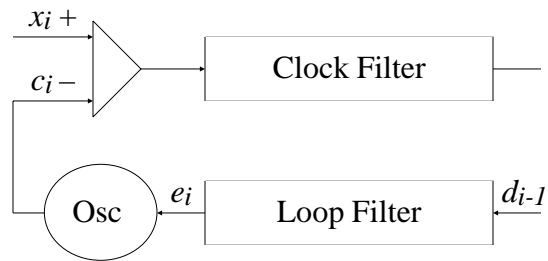 xi +
Clock Filter
ci –
Osc
ei
Loop Filter
di-1